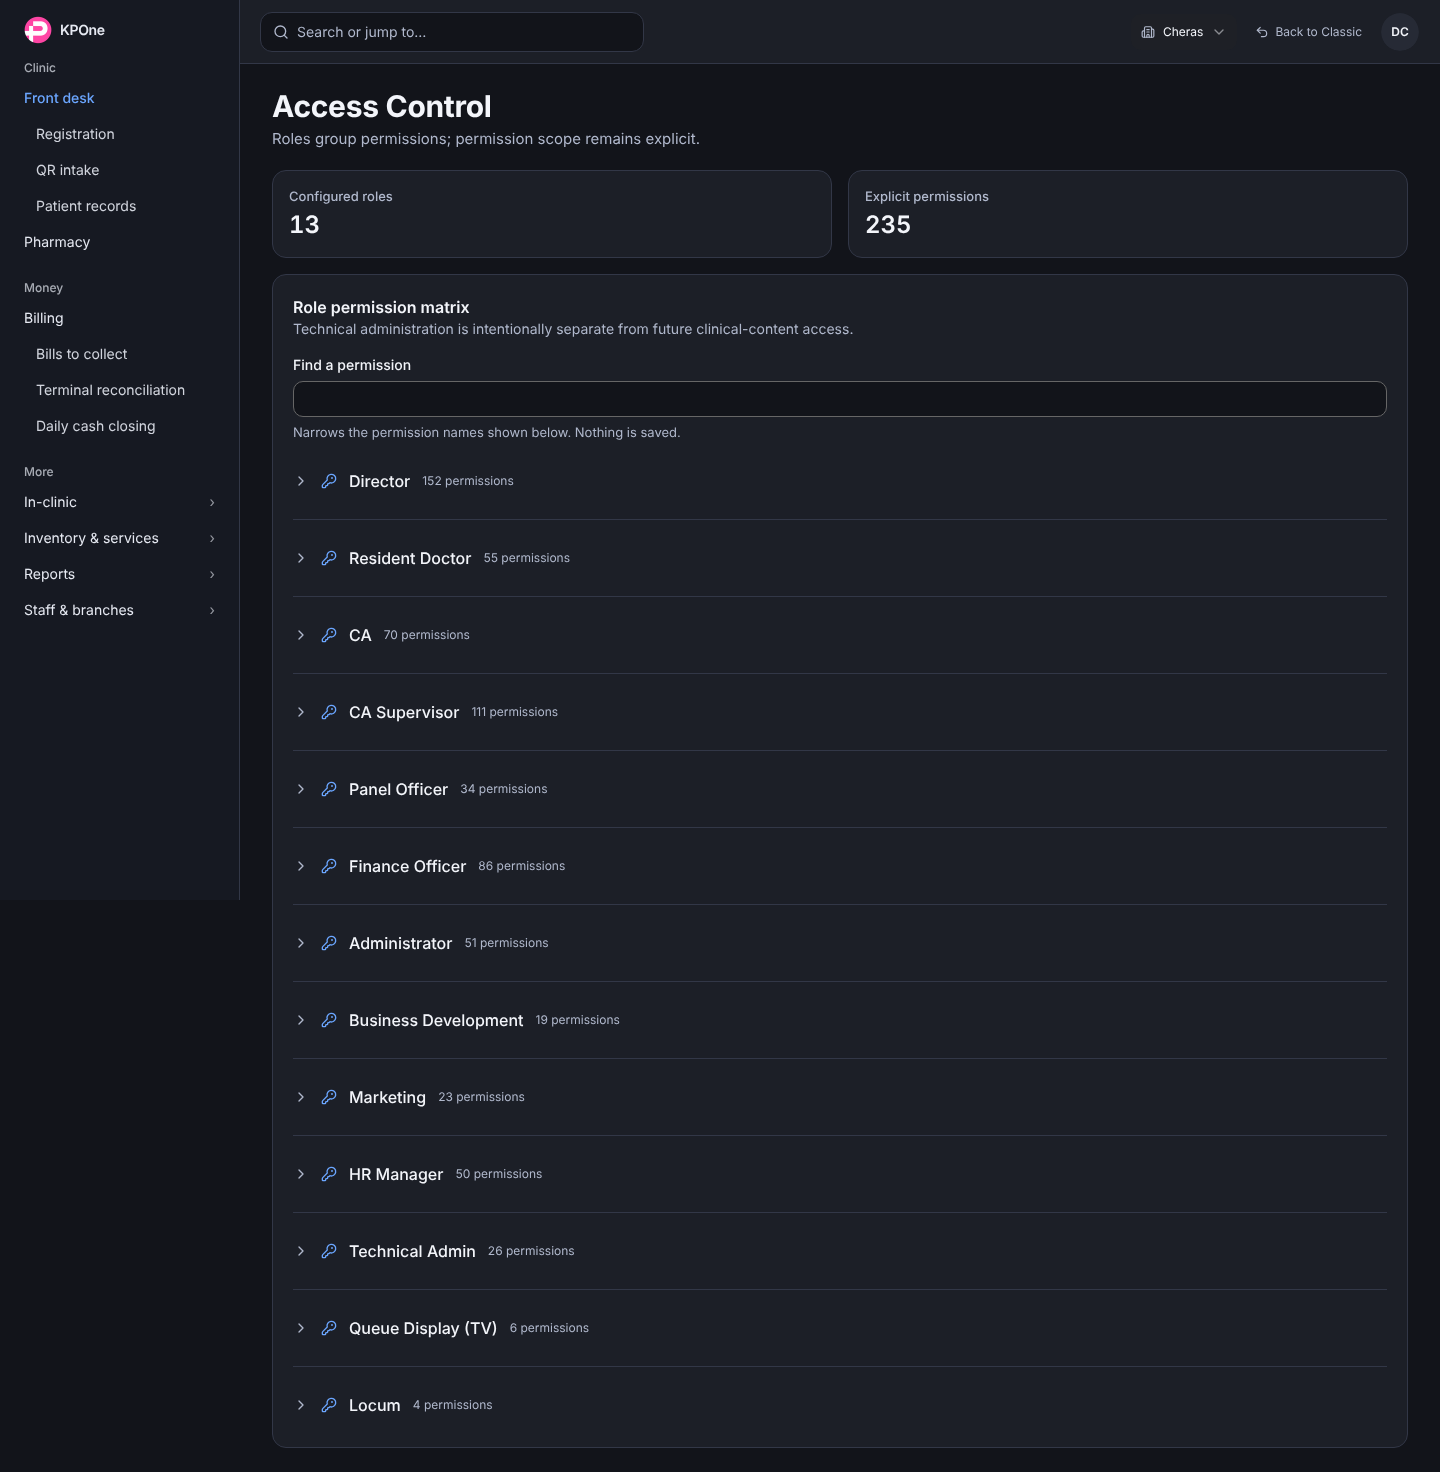 KPOne
Clinic
Front desk
Registration
QR intake
Patient records
Pharmacy
Money
Billing
Bills to collect
Terminal reconciliation
Daily cash closing
More
In-clinic
Inventory & services
Reports
Staff & branches
Search or jump to...
Cheras
Back to Classic
DC
Access Control
Roles group permissions; permission scope remains explicit.
Configured roles
13
Explicit permissions
235
Role permission matrix
Technical administration is intentionally separate from future clinical-content access.
Find a permission
Narrows the permission names shown below. Nothing is saved.
Director 152 permissions
Resident Doctor 55 permissions
CA 70 permissions
CA Supervisor 111 permissions
Panel Officer 34 permissions
Finance Officer 86 permissions
Administrator 51 permissions
Business Development 19 permissions
Marketing 23 permissions
HR Manager 50 permissions
Technical Admin 26 permissions
Queue Display (TV) 6 permissions
Locum 4 permissions